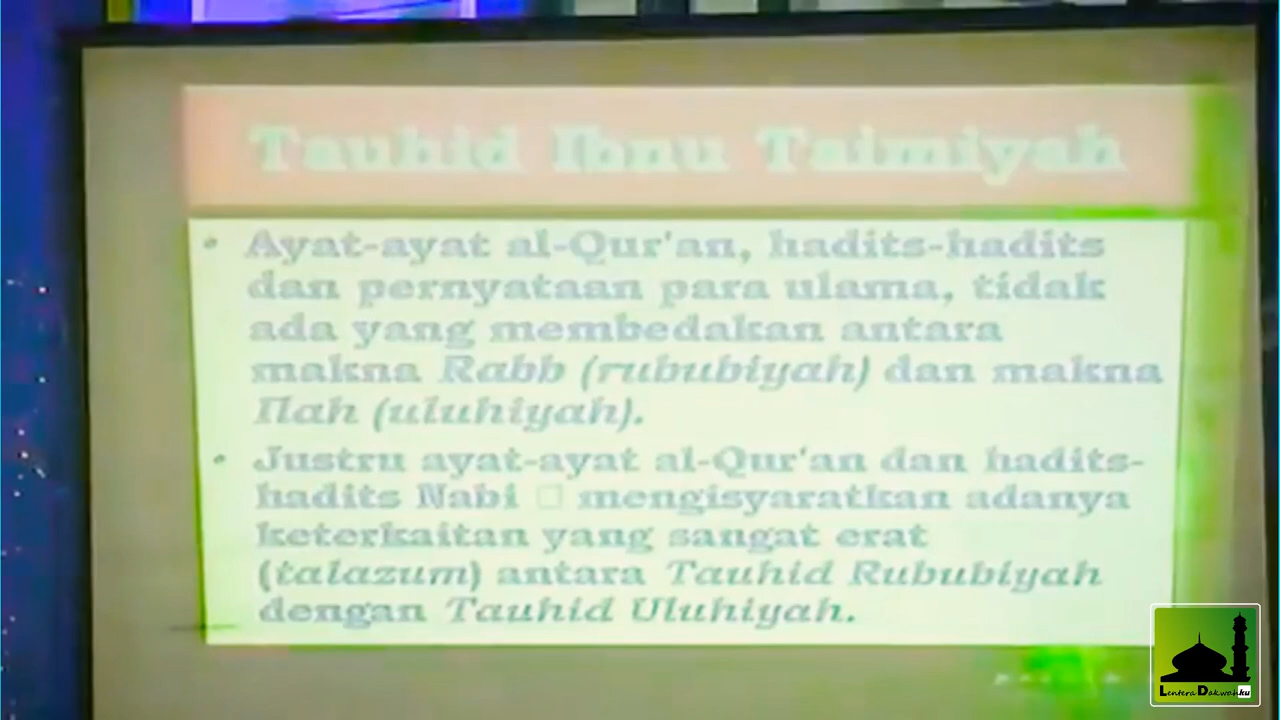 Tauhid Ibnu Taimiyah
• Ayat-ayat al-Qur'an, hadits-hadits
dan pernyataan para ulama, tidak
ada yang membedakan antara
makna Rabb (rububiyah) dan makna
Ilah (uluhiyah).
• Justru ayat-ayat al-Qur'an dan hadits-
hadits Nabi □ mengisyaratkan adanya
keterkaitan yang sangat erat
(talazum) antara Tauhid Rububiyah
dengan Tauhid Uluhiyah.
Lentera Dakwahku